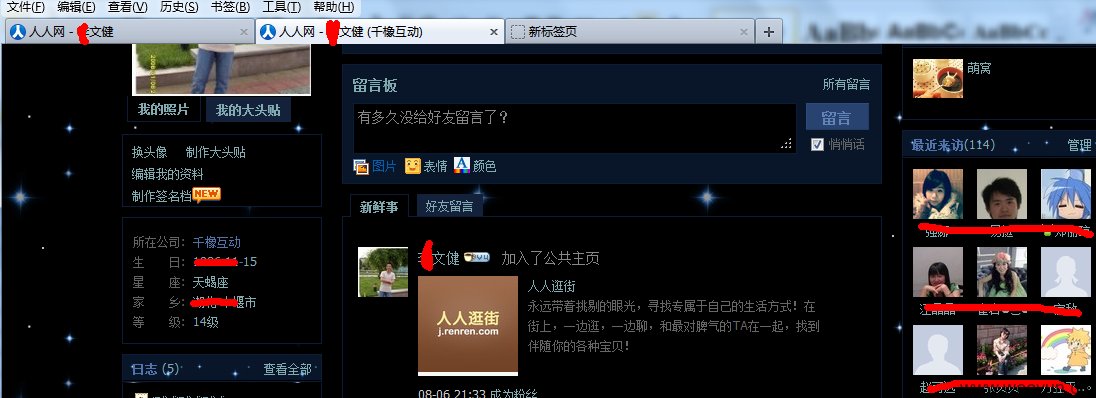 文件(F) 编辑(E) 查看(V) 历史(S) 书签(B) 工具(T) 帮助(H)
人人网 - 文健
人人网 - 文健 (千橡互动)
新标签页
我的照片 我的大头贴
换头像 制作大头贴
编辑我的资料
制作签名档 NEW
所在公司: 千橡互动
生 日: -15
星 座: 天蝎座
家 乡: 市
等 级: 14级
日志 (5) 查看全部
留言板 所有留言
有多久没给好友留言了？
留言
悄悄话
图片 表情 颜色
新鲜事 好友留言
文健 加入了公共主页
人人逛街
j.renren.com
人人逛街
永远带着挑剔的眼光，寻找专属于自己的生活方式！在
街上，一边逛，一边聊，和最对脾气的TA在一起，找到
伴随你的各种宝贝！
08-06 21:33 成为粉丝
萌窝
最近来访(114) 管理